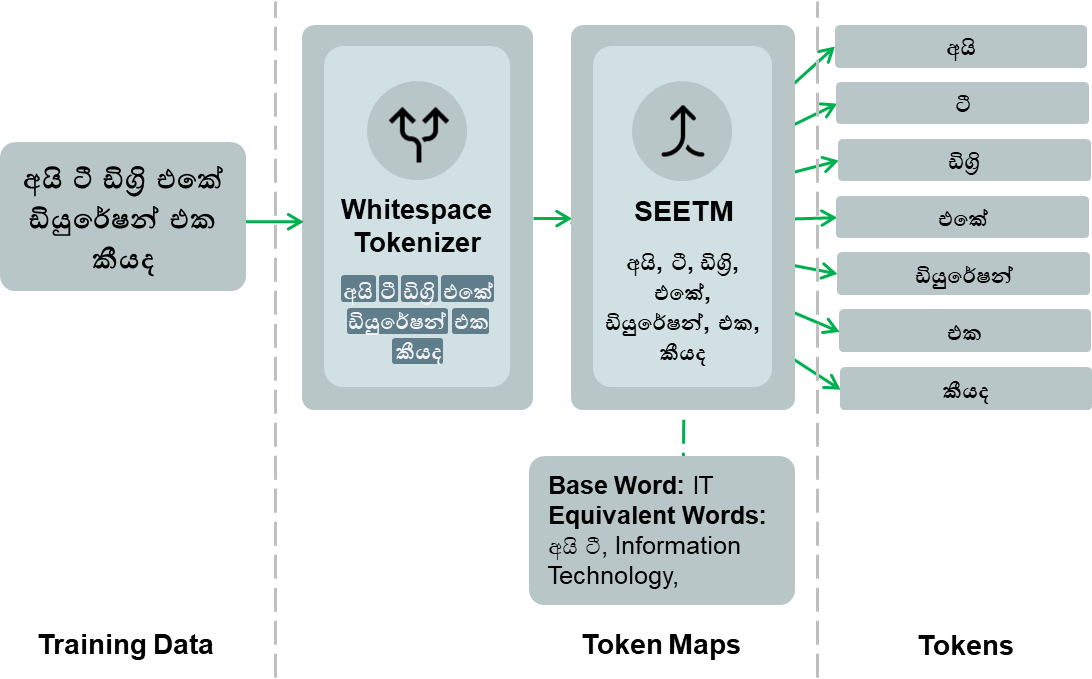 අයි ටී ඩිග්‍රි එකේ
ඩියුරේෂන් එක
කීයද
Whitespace
Tokenizer
අයි ටී ඩිග්‍රි එකේ
ඩියුරේෂන් එක
කීයද
SEETM
අයි, ටී, ඩිග්‍රි,
එකේ,
ඩියුරේෂන්, එක,
කීයද
Base Word: IT
Equivalent Words:
අයි ටී, Information
Technology,
අයි
ටී
ඩිග්‍රි
එකේ
ඩියුරේෂන්
එක
කීයද
Training Data
Token Maps
Tokens